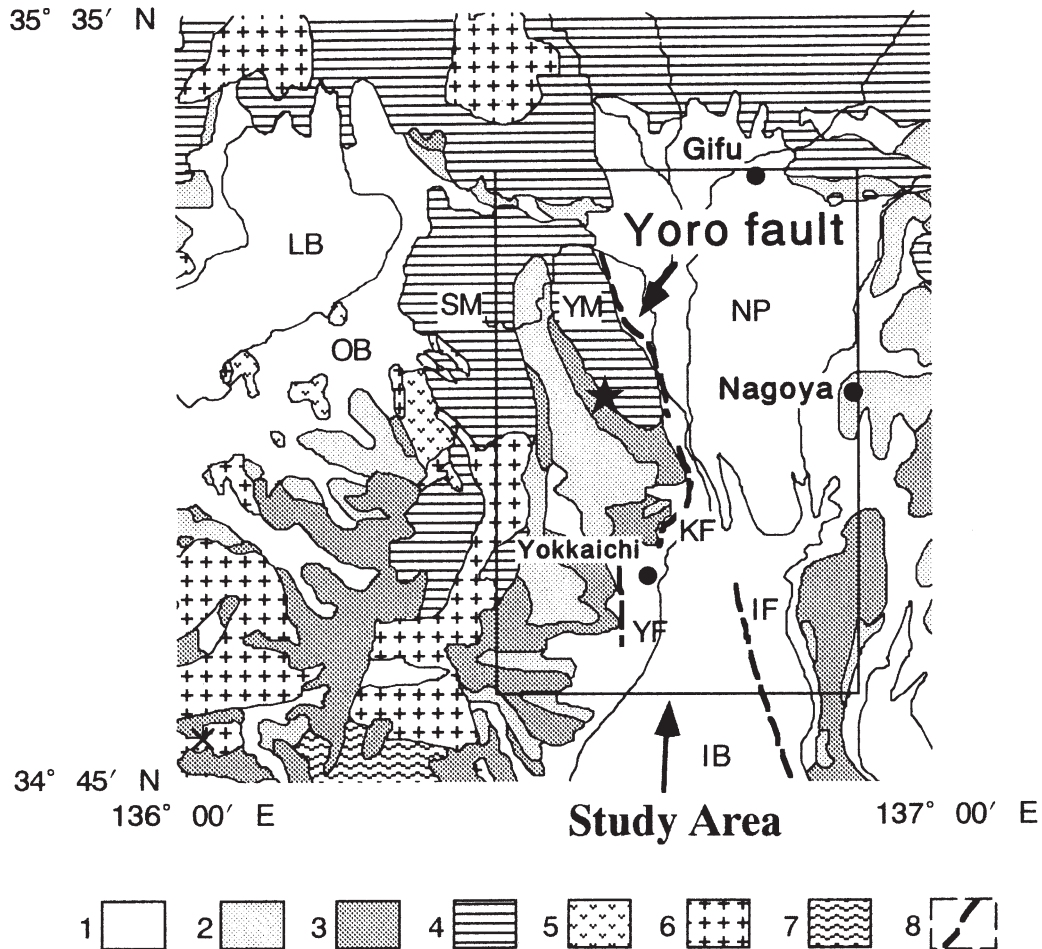 35° 35′ N
Gifu
Yoro fault
LB
SM
YM
NP
OB
Nagoya
KF
Yokkaichi
IF
YF
IB
34° 45′ N
136° 00′ E
Study Area
137° 00′ E
1 2 3 4 5 6 7 8